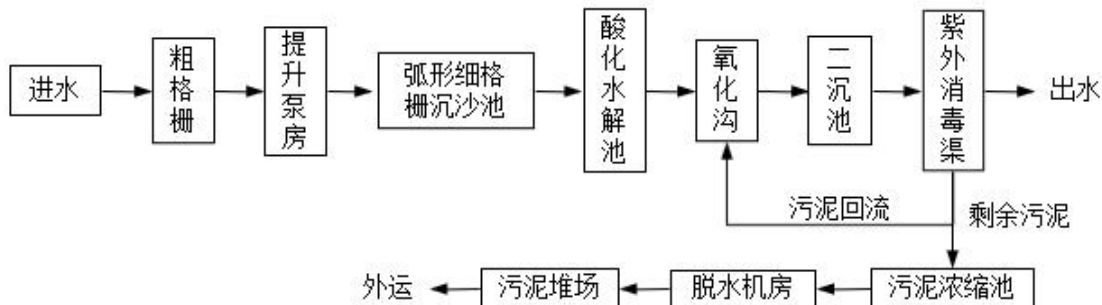 进水
粗格栅
提升泵房
弧形细格
栅沉沙池
酸化水解池
氧化沟
二沉池
紫外消毒渠
出水
污泥回流
剩余污泥
外运
污泥堆场
脱水机房
污泥浓缩池